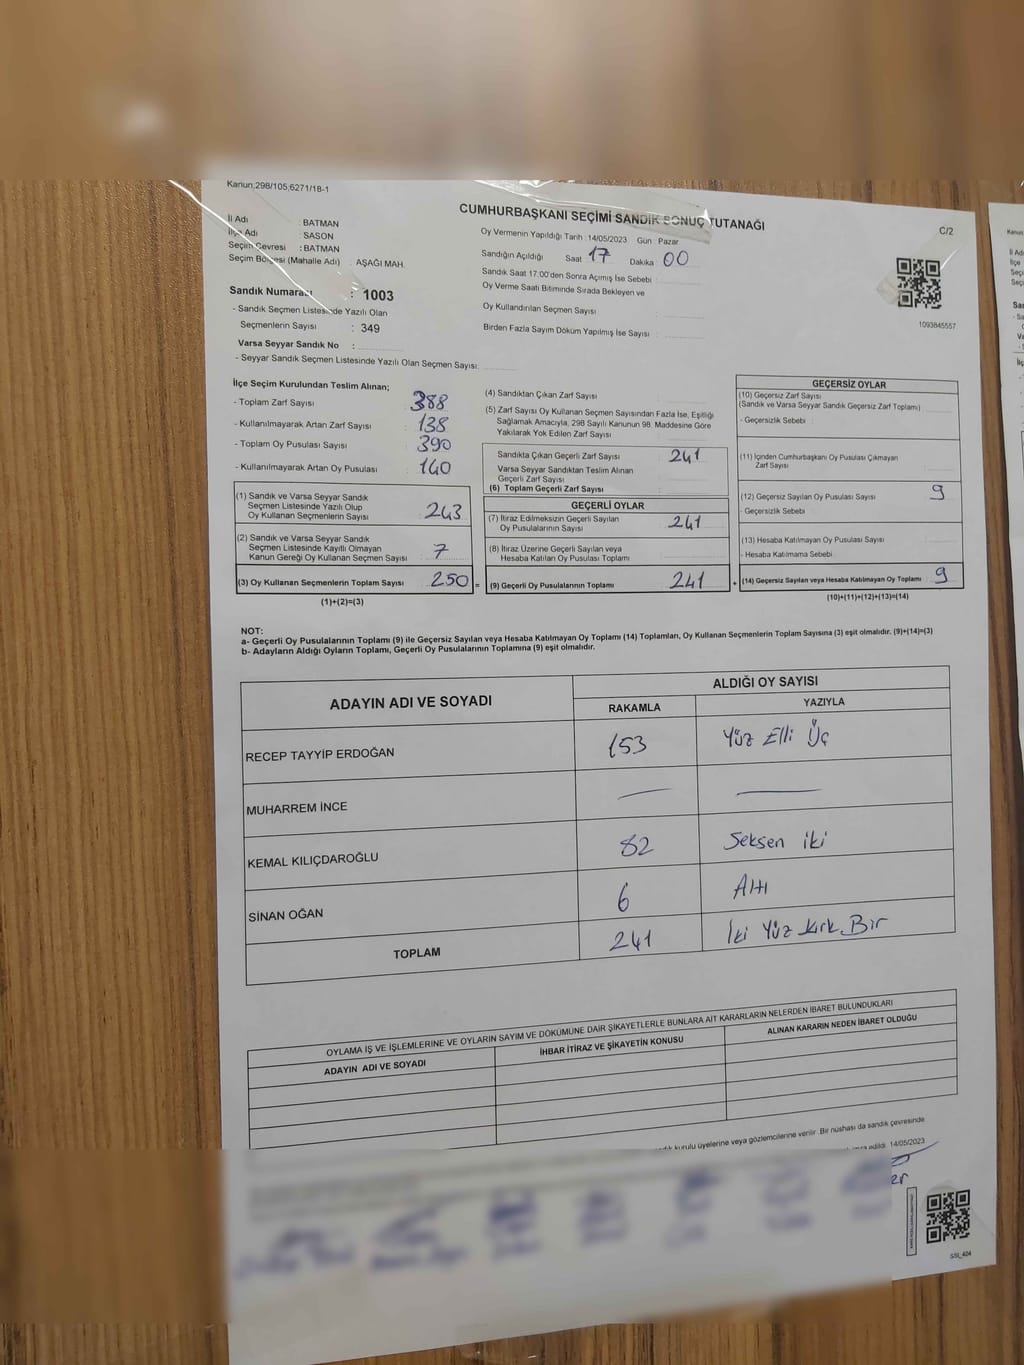 Kanun;298/105,6271/18-1
CUMHURBAŞKANI SEÇİMİ SANDIK SONUÇ TUTANAĞI
C/2
İl Adı : BATMAN
İlçe Adı : SASON
Seçim Çevresi : BATMAN
Seçim Bölgesi (Mahalle Adı) : AŞAĞI MAH.
Sandık Numarası : 1003
- Sandık Seçmen Listesinde Yazılı Olan
Seçmenlerin Sayısı : 349
Varsa Seyyar Sandık No :
- Seyyar Sandık Seçmen Listesinde Yazılı Olan Seçmen Sayısı:
Oy Vermenin Yapıldığı Tarih : 14/05/2023 Gün : Pazar
Sandığın Açıldığı Saat 17 Dakika 00
Sandık Saat 17.00'den Sonra Açımış İse Sebebi :
Oy Verme Saati Bitiminde Sırada Bekleyen ve
Oy Kullandırılan Seçmen Sayısı :
Birden Fazla Sayım Döküm Yapılmış İse Sayısı :
1093845557
İlçe Seçim Kurulundan Teslim Alınan;
- Toplam Zarf Sayısı : 388
- Kullanılmayarak Artan Zarf Sayısı : 138
- Toplam Oy Pusulası Sayısı : 390
- Kullanılmayarak Artan Oy Pusulası : 140
(1) Sandık ve Varsa Seyyar Sandık
Seçmen Listesinde Yazılı Olup
Oy Kullanan Seçmenlerin Sayısı : 243
(2) Sandık ve Varsa Seyyar Sandık
Seçmen Listesinde Kayıtlı Olmayan
Kanun Gereği Oy Kullanan Seçmen Sayısı : 7
(3) Oy Kullanan Seçmenlerin Toplam Sayısı 250 =
(1)+(2)=(3)
(4) Sandıktan Çıkan Zarf Sayısı :
(5) Zarf Sayısı Oy Kullanan Seçmen Sayısından Fazla İse, Eşitliği
Sağlamak Amacıyla, 298 Sayılı Kanunun 98. Maddesine Göre
Yakılarak Yok Edilen Zarf Sayısı :
Sandıkta Çıkan Geçerli Zarf Sayısı : 241
Varsa Seyyar Sandıktan Teslim Alınan
Geçerli Zarf Sayısı :
(6) Toplam Geçerli Zarf Sayısı :
GEÇERLİ OYLAR
(7) İtiraz Edilmeksizin Geçerli Sayılan
Oy Pusulalarının Sayısı : 241
(8) İtiraz Üzerine Geçerli Sayılan veya
Hesaba Katılan Oy Pusulası Toplamı :
(9) Geçerli Oy Pusulalarının Toplamı : 241 +
GEÇERSİZ OYLAR
(10) Geçersiz Zarf Sayısı
(Sandık ve Varsa Seyyar Sandık Geçersiz Zarf Toplamı) :
- Geçersizlik Sebebi :
(11) İçinden Cumhurbaşkanı Oy Pusulası Çıkmayan
Zarf Sayısı :
(12) Geçersiz Sayılan Oy Pusulası Sayısı : 9
- Geçersizlik Sebebi :
(13) Hesaba Katılmayan Oy Pusulası Sayısı :
- Hesaba Katılmama Sebebi :
(14) Geçersiz Sayılan veya Hesaba Katılmayan Oy Toplamı : 9
(10)+(11)+(12)+(13)=(14)
NOT:
a- Geçerli Oy Pusulalarının Toplamı (9) ile Geçersiz Sayılan veya Hesaba Katılmayan Oy Toplamı (14) Toplamları, Oy Kullanan Seçmenlerin Toplam Sayısına (3) eşit olmalıdır. (9)+(14)=(3)
b- Adayların Aldığı Oyların Toplamı, Geçerli Oy Pusulalarının Toplamına (9) eşit olmalıdır.
ADAYIN ADI VE SOYADI
ALDIĞI OY SAYISI
RAKAMLA YAZIYLA
RECEP TAYYİP ERDOĞAN 153 Yüz Elli Üç
MUHARREM İNCE — —
KEMAL KILIÇDAROĞLU 82 Seksen iki
SİNAN OĞAN 6 Altı
TOPLAM 241 İki Yüz Kırk Bir
OYLAMA İŞ VE İŞLEMLERİNE VE OYLARIN SAYIM VE DÖKÜMÜNE DAİR ŞİKAYETLERLE BUNLARA AİT KARARLARIN NELERDEN İBARET BULUNDUKLARI
ADAYIN ADI VE SOYADI
İHBAR İTİRAZ VE ŞİKAYETİN KONUSU
ALINAN KARARIN NEDEN İBARET OLDUĞU
kurulu üyelerine veya gözlemcilerine verilir. Bir nüshası da sandık çevresinde
edildi. 14/05/2023
SSI_404